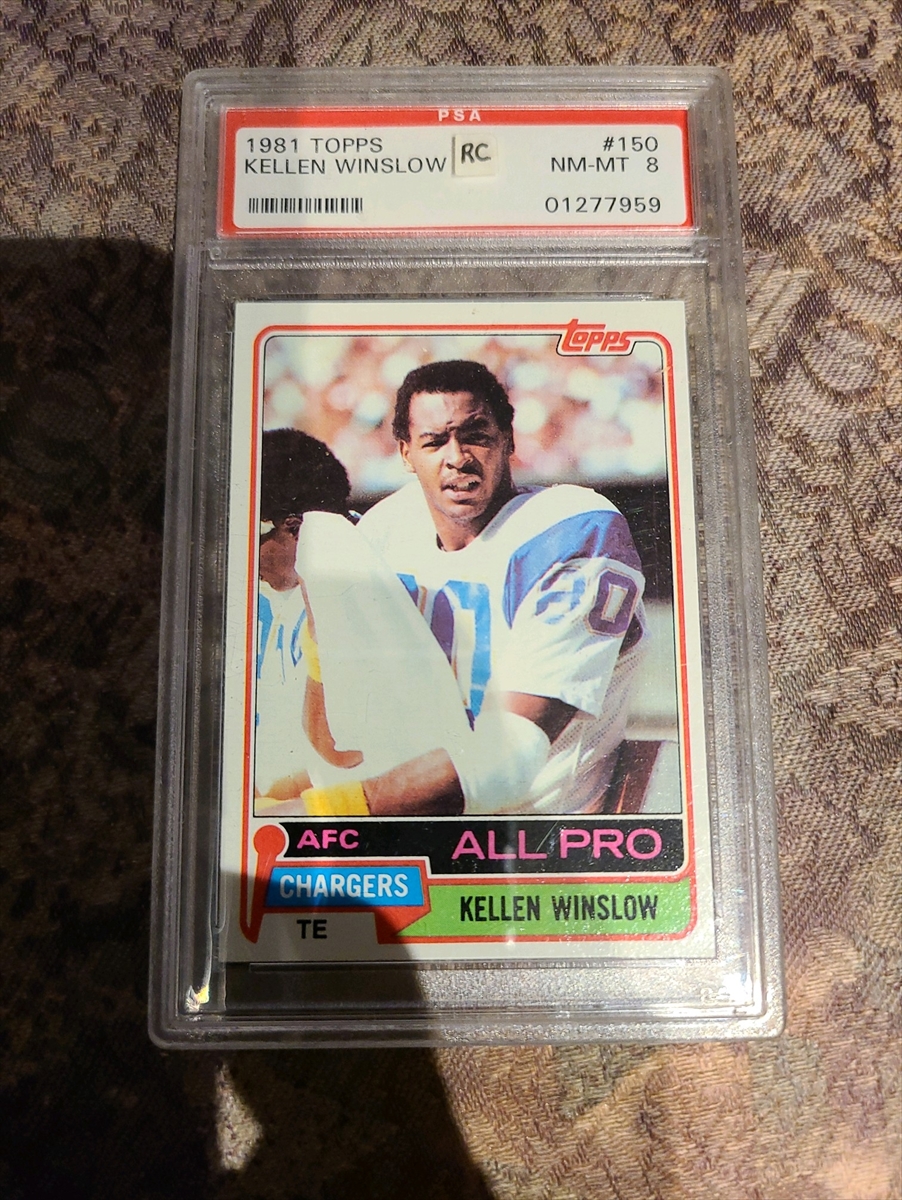 PSA
1981 TOPPS #150
KELLEN WINSLOW RC NM-MT 8
01277959
topps
80
AFC ALL PRO
CHARGERS
KELLEN WINSLOW
TE